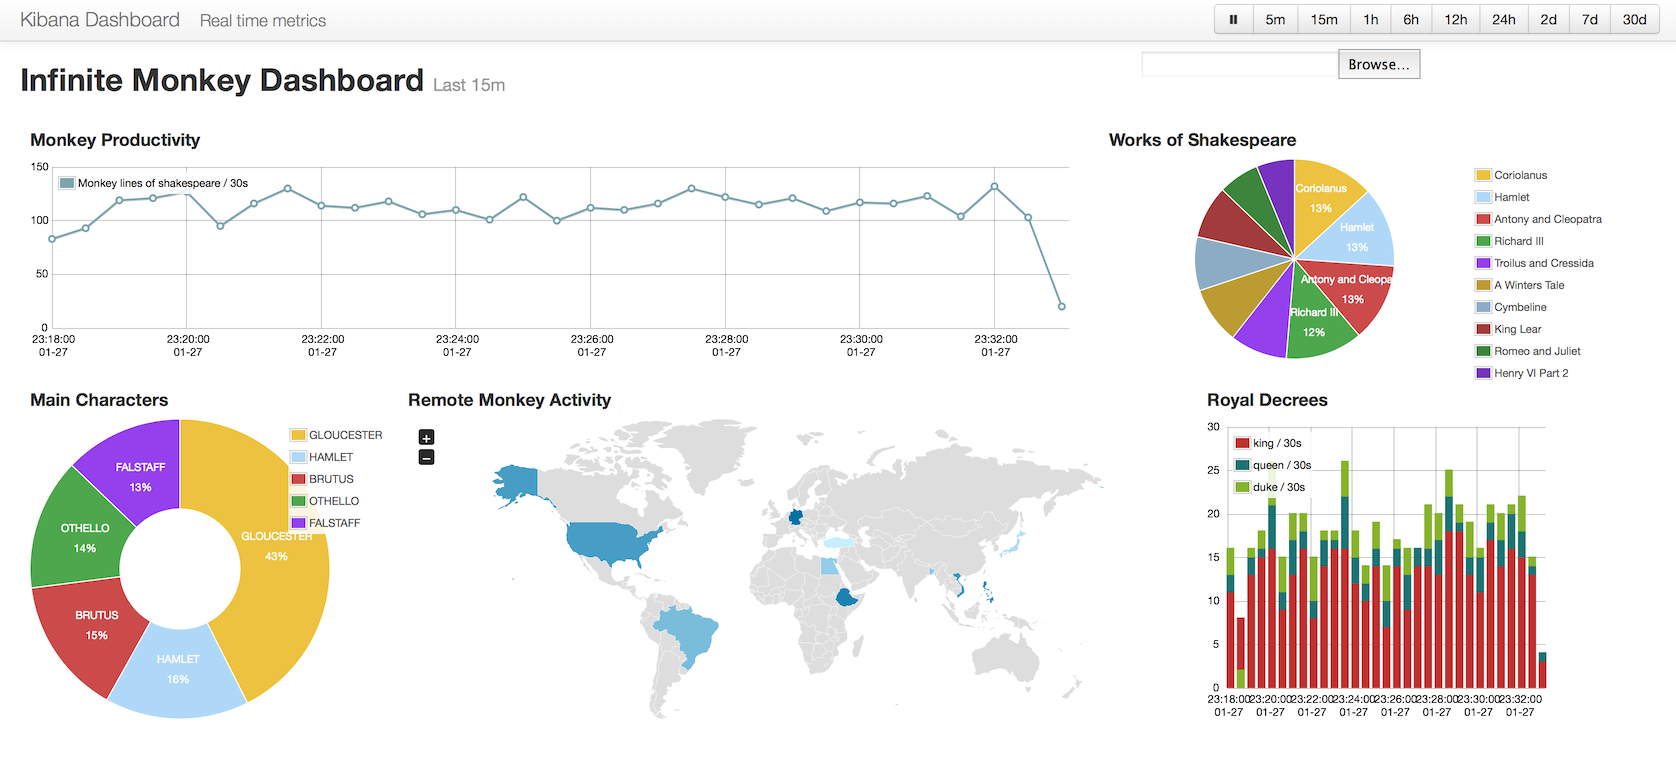 Kibana Dashboard Real time metrics
5m 15m 1h 6h 12h 24h 2d 7d 30d
Browse...
Infinite Monkey Dashboard Last 15m
Monkey Productivity
150
Monkey lines of shakespeare / 30s
100
50
0
23:18:00 23:20:00 23:22:00 23:24:00 23:26:00 23:28:00 23:30:00 23:32:00
01-27 01-27 01-27 01-27 01-27 01-27 01-27 01-27
Works of Shakespeare
Coriolanus
13%
Hamlet
13%
Antony and Cleopa
13%
Richard III
12%
Coriolanus
Hamlet
Antony and Cleopatra
Richard III
Troilus and Cressida
A Winters Tale
Cymbeline
King Lear
Romeo and Juliet
Henry VI Part 2
Main Characters
FALSTAFF
13%
OTHELLO
14%
GLOUCESTER
43%
BRUTUS
15%
HAMLET
16%
GLOUCESTER
HAMLET
BRUTUS
OTHELLO
FALSTAFF
Remote Monkey Activity
+
−
Royal Decrees
30
king / 30s
25
queen / 30s
duke / 30s
20
15
10
5
0
23:18:00 23:20:00 23:22:00 23:24:00 23:26:00 23:28:00 23:30:00 23:32:00
01-27 01-27 01-27 01-27 01-27 01-27 01-27 01-27